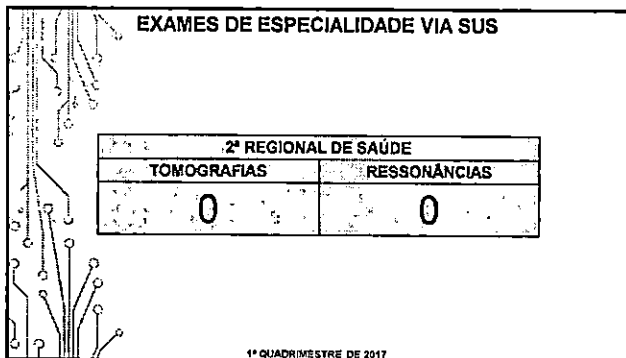 EXAMES DE ESPECIALIDADE VIA SUS
2ª REGIONAL DE SAÚDE
TOMOGRAFIAS RESSONÂNCIAS
0 0
1º QUADRIMESTRE DE 2017